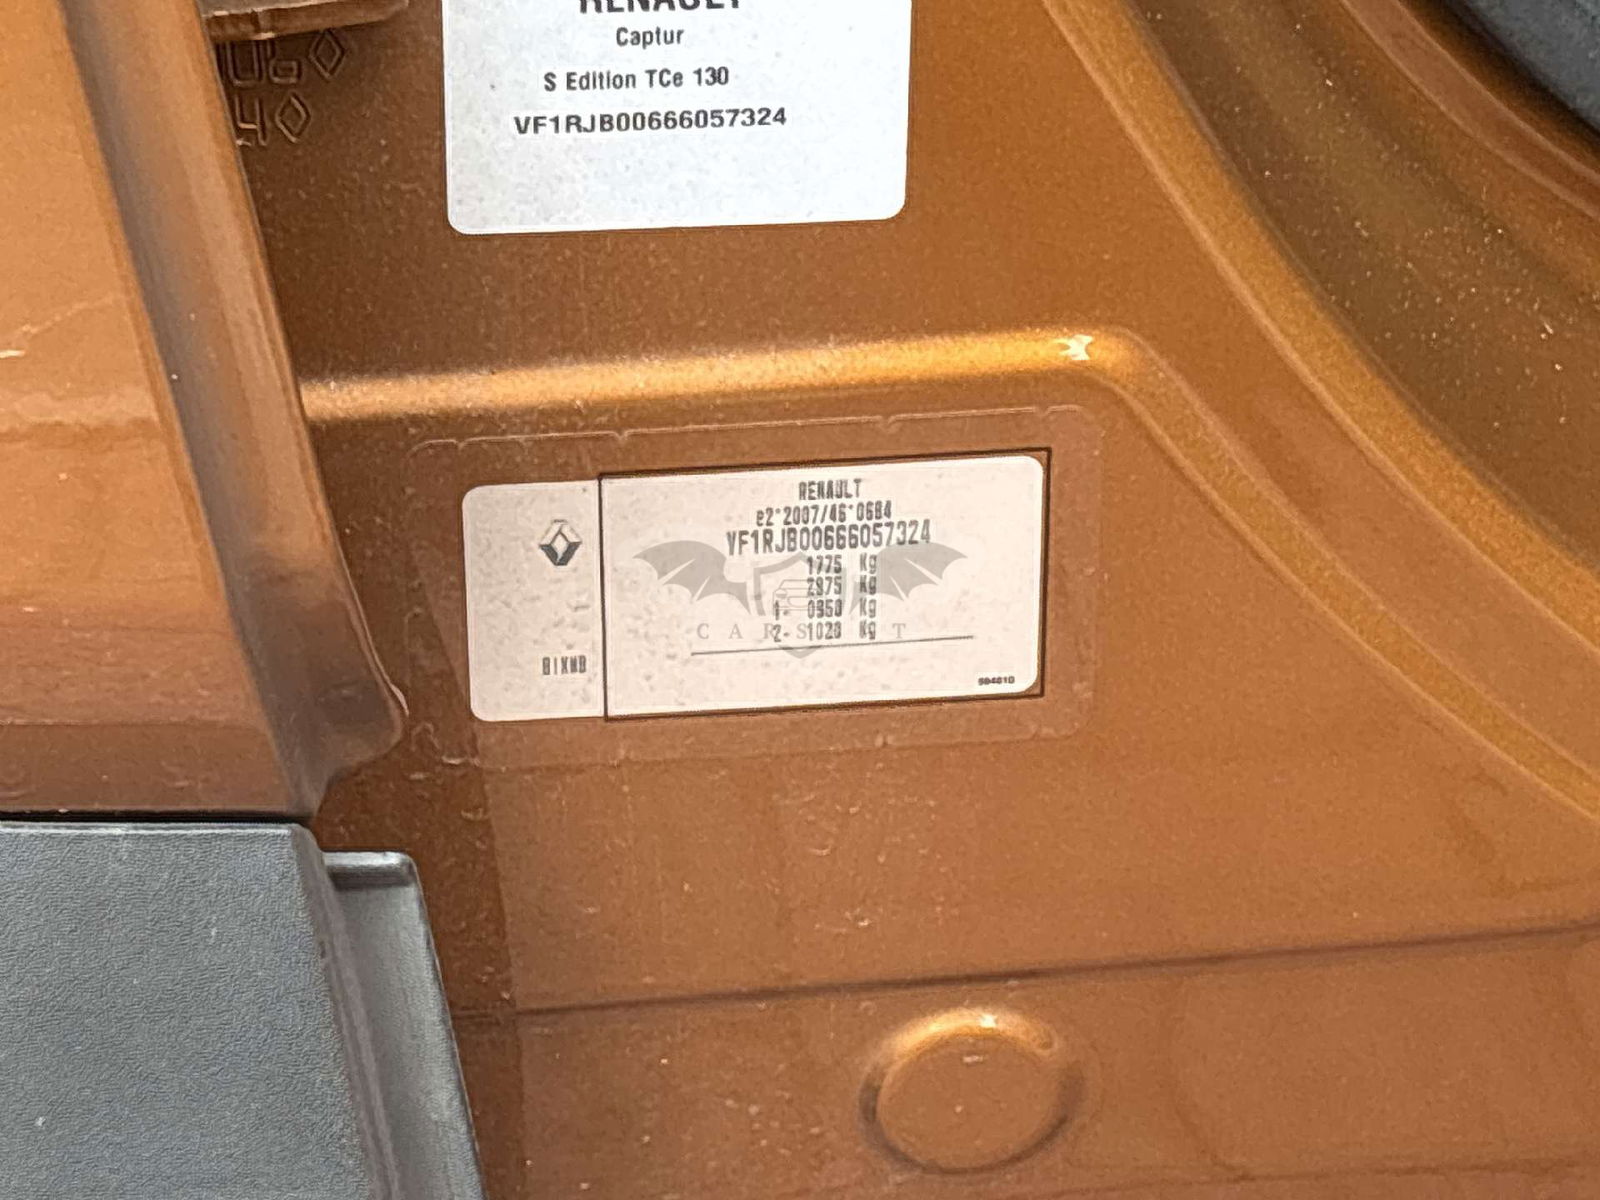 RENAULT
Captur
S Edition TCe 130
VF1RJB00666057324
RENAULT
e2*2007/46*0684
VF1RJB00666057324
1775 Kg
2975 Kg
1- 0950 Kg
2- 1020 Kg
CARS T